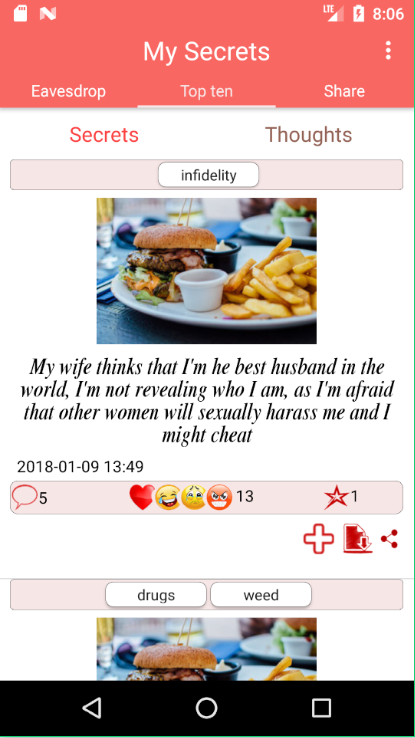 LTE 8:06
My Secrets
Eavesdrop Top ten Share
Secrets Thoughts
infidelity
My wife thinks that I'm he best husband in the
world, I'm not revealing who I am, as I'm afraid
that other women will sexually harass me and I
might cheat
2018-01-09 13:49
5 13 1
drugs weed